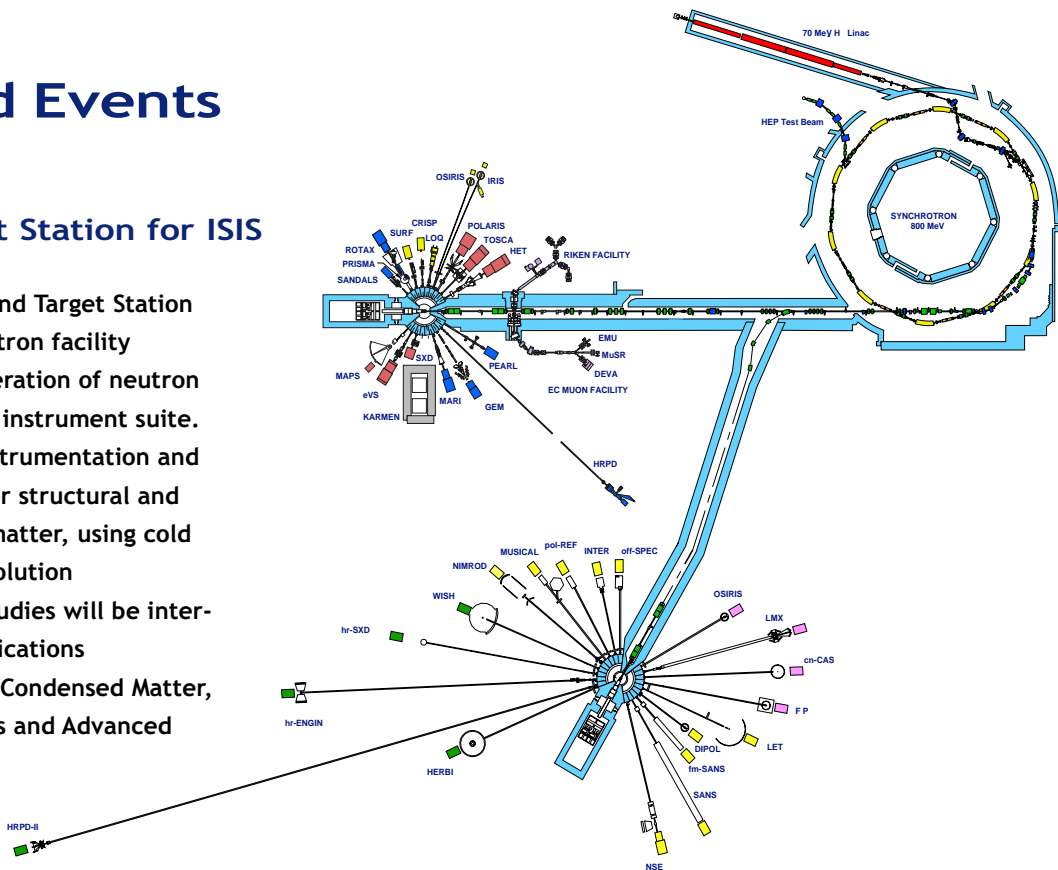 d Events
t Station for ISIS
nd Target Station
tron facility
eration of neutron
instrument suite.
trumentation and
r structural and
matter, using cold
olution
tudies will be inter-
ications
Condensed Matter,
s and Advanced
70 MeV H Linac
HEP Test Beam
SYNCHROTRON
800 MeV
OSIRIS
IRIS
CRISP
SURF
LOQ
ROTAX
PRISMA
SANDALS
POLARIS
TOSCA
HET
RIKEN FACILITY
MAPS
eVS
SXD
KARMEN
MARI
GEM
PEARL
EMU
MuSR
DEVA
EC MUON FACILITY
HRPD
NIMROD
MUSICAL
pol-REF
INTER
off-SPEC
WISH
OSIRIS
hr-SXD
LMX
cn-CAS
hr-ENGIN
F P
LET
HERBI
DIPOL
fm-SANS
SANS
HRPD-II
NSE